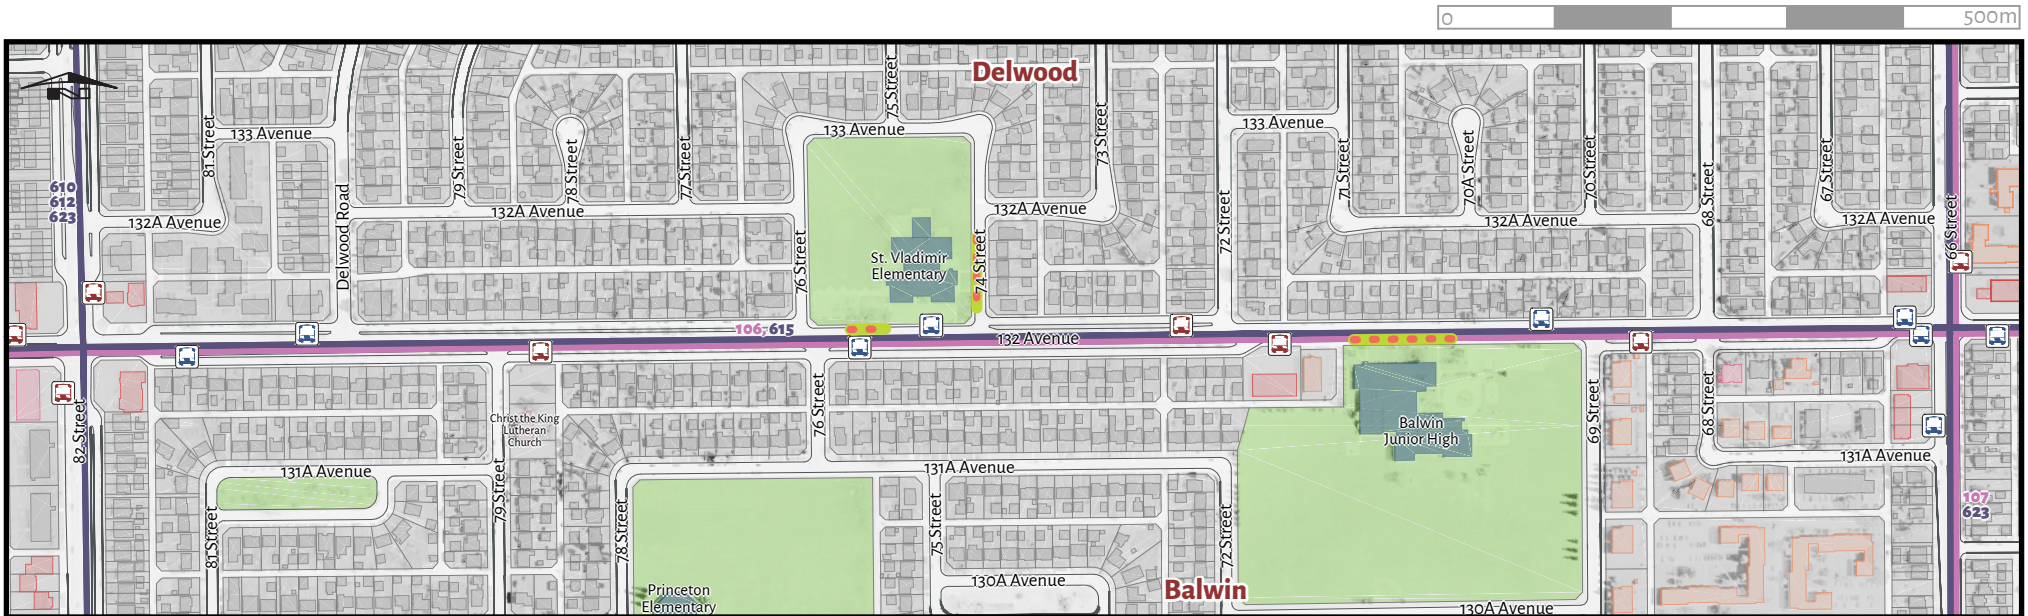 0
500m
Delwood
75 Street
133 Avenue
133 Avenue
133 Avenue
81 Street
79 Street
78 Street
77 Street
73 Street
71 Street
70A Street
70 Street
68 Street
67 Street
610
612
623
Delwood Road
132A Avenue
132A Avenue
132A Avenue
132A Avenue
132A Avenue
76 Street
St. Vladimir
Elementary
74 Street
72 Street
66 Street
106, 615
132 Avenue
82 Street
76 Street
69 Street
68 Street
Christ the King
Lutheran
Church
Balwin
Junior High
131A Avenue
131A Avenue
131A Avenue
81 Street
79 Street
78 Street
75 Street
72 Street
107
623
Princeton
Elementary
130A Avenue
Balwin
130A Avenue